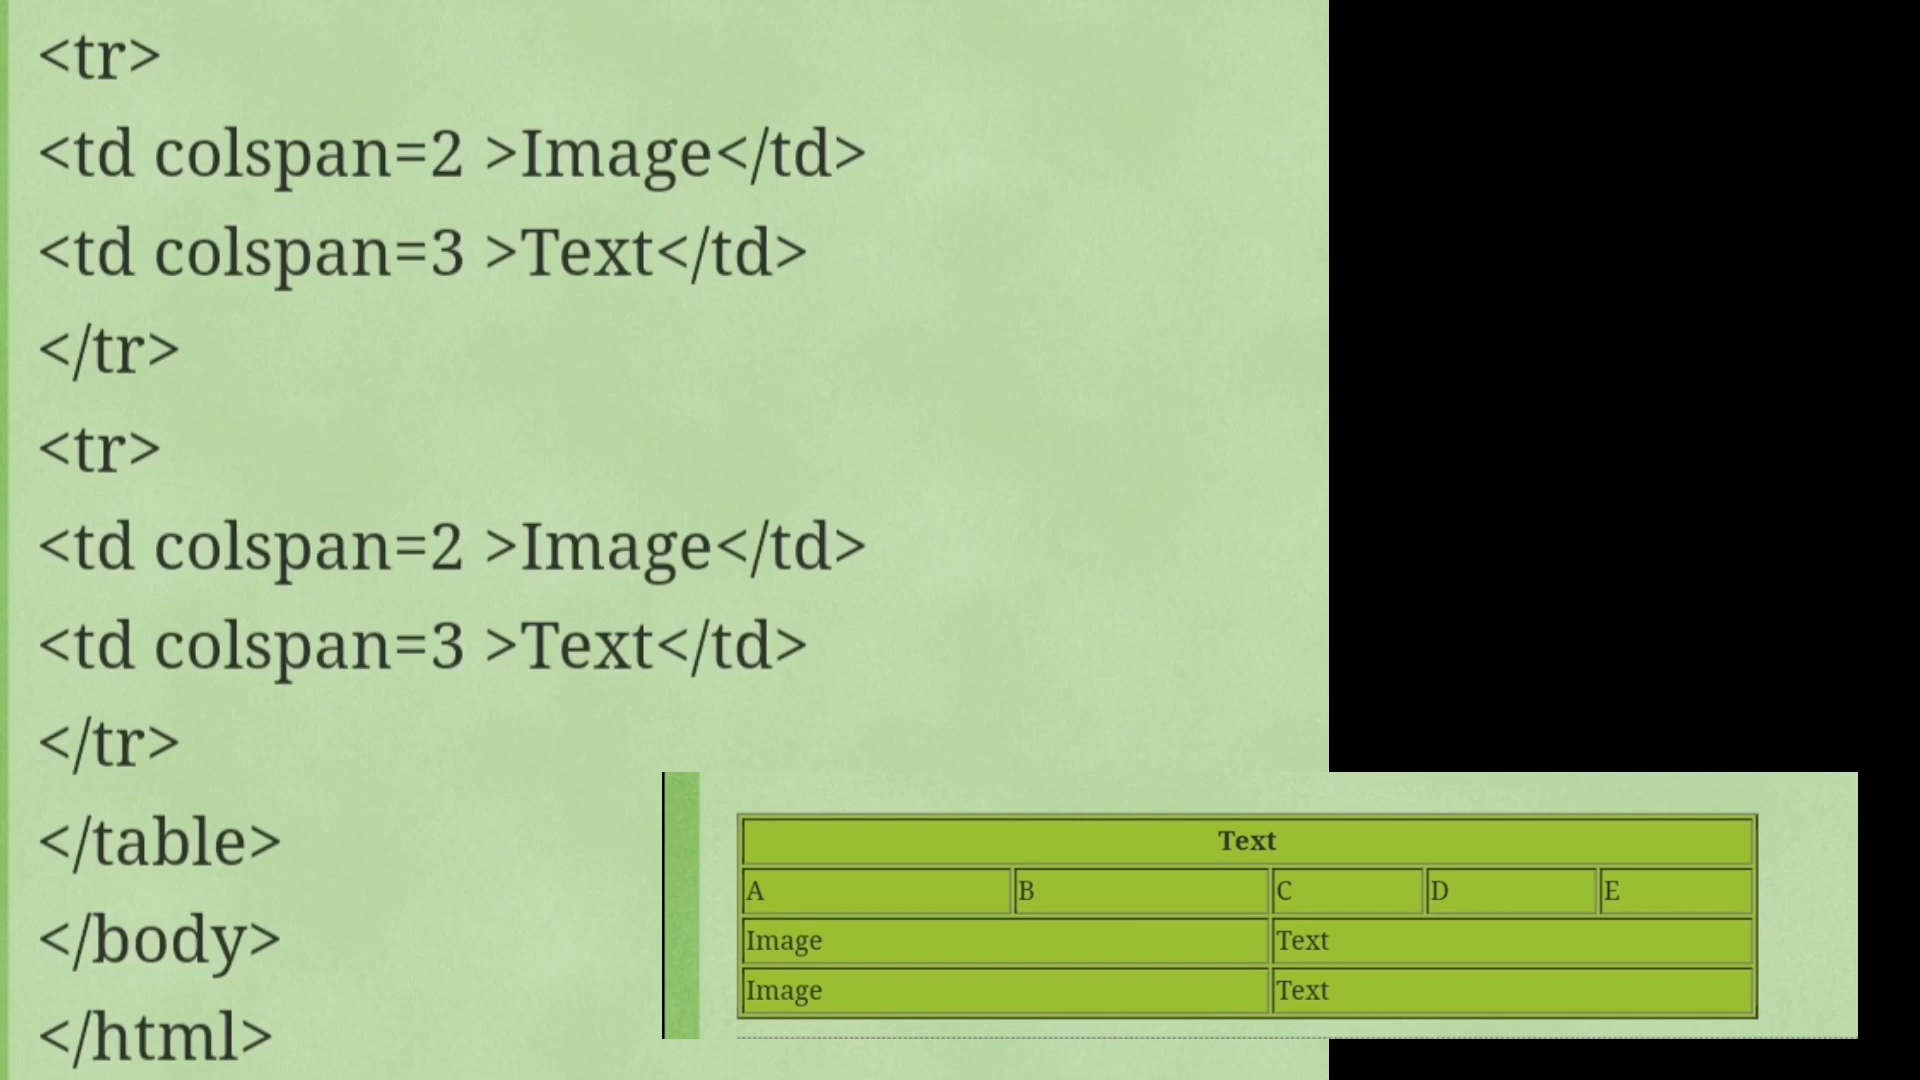 <tr>
<td colspan=2 >Image</td>
<td colspan=3 >Text</td>
</tr>
<tr>
<td colspan=2 >Image</td>
<td colspan=3 >Text</td>
</tr>
</table>
</body>
</html>
Text
A B C D E
Image Text
Image Text